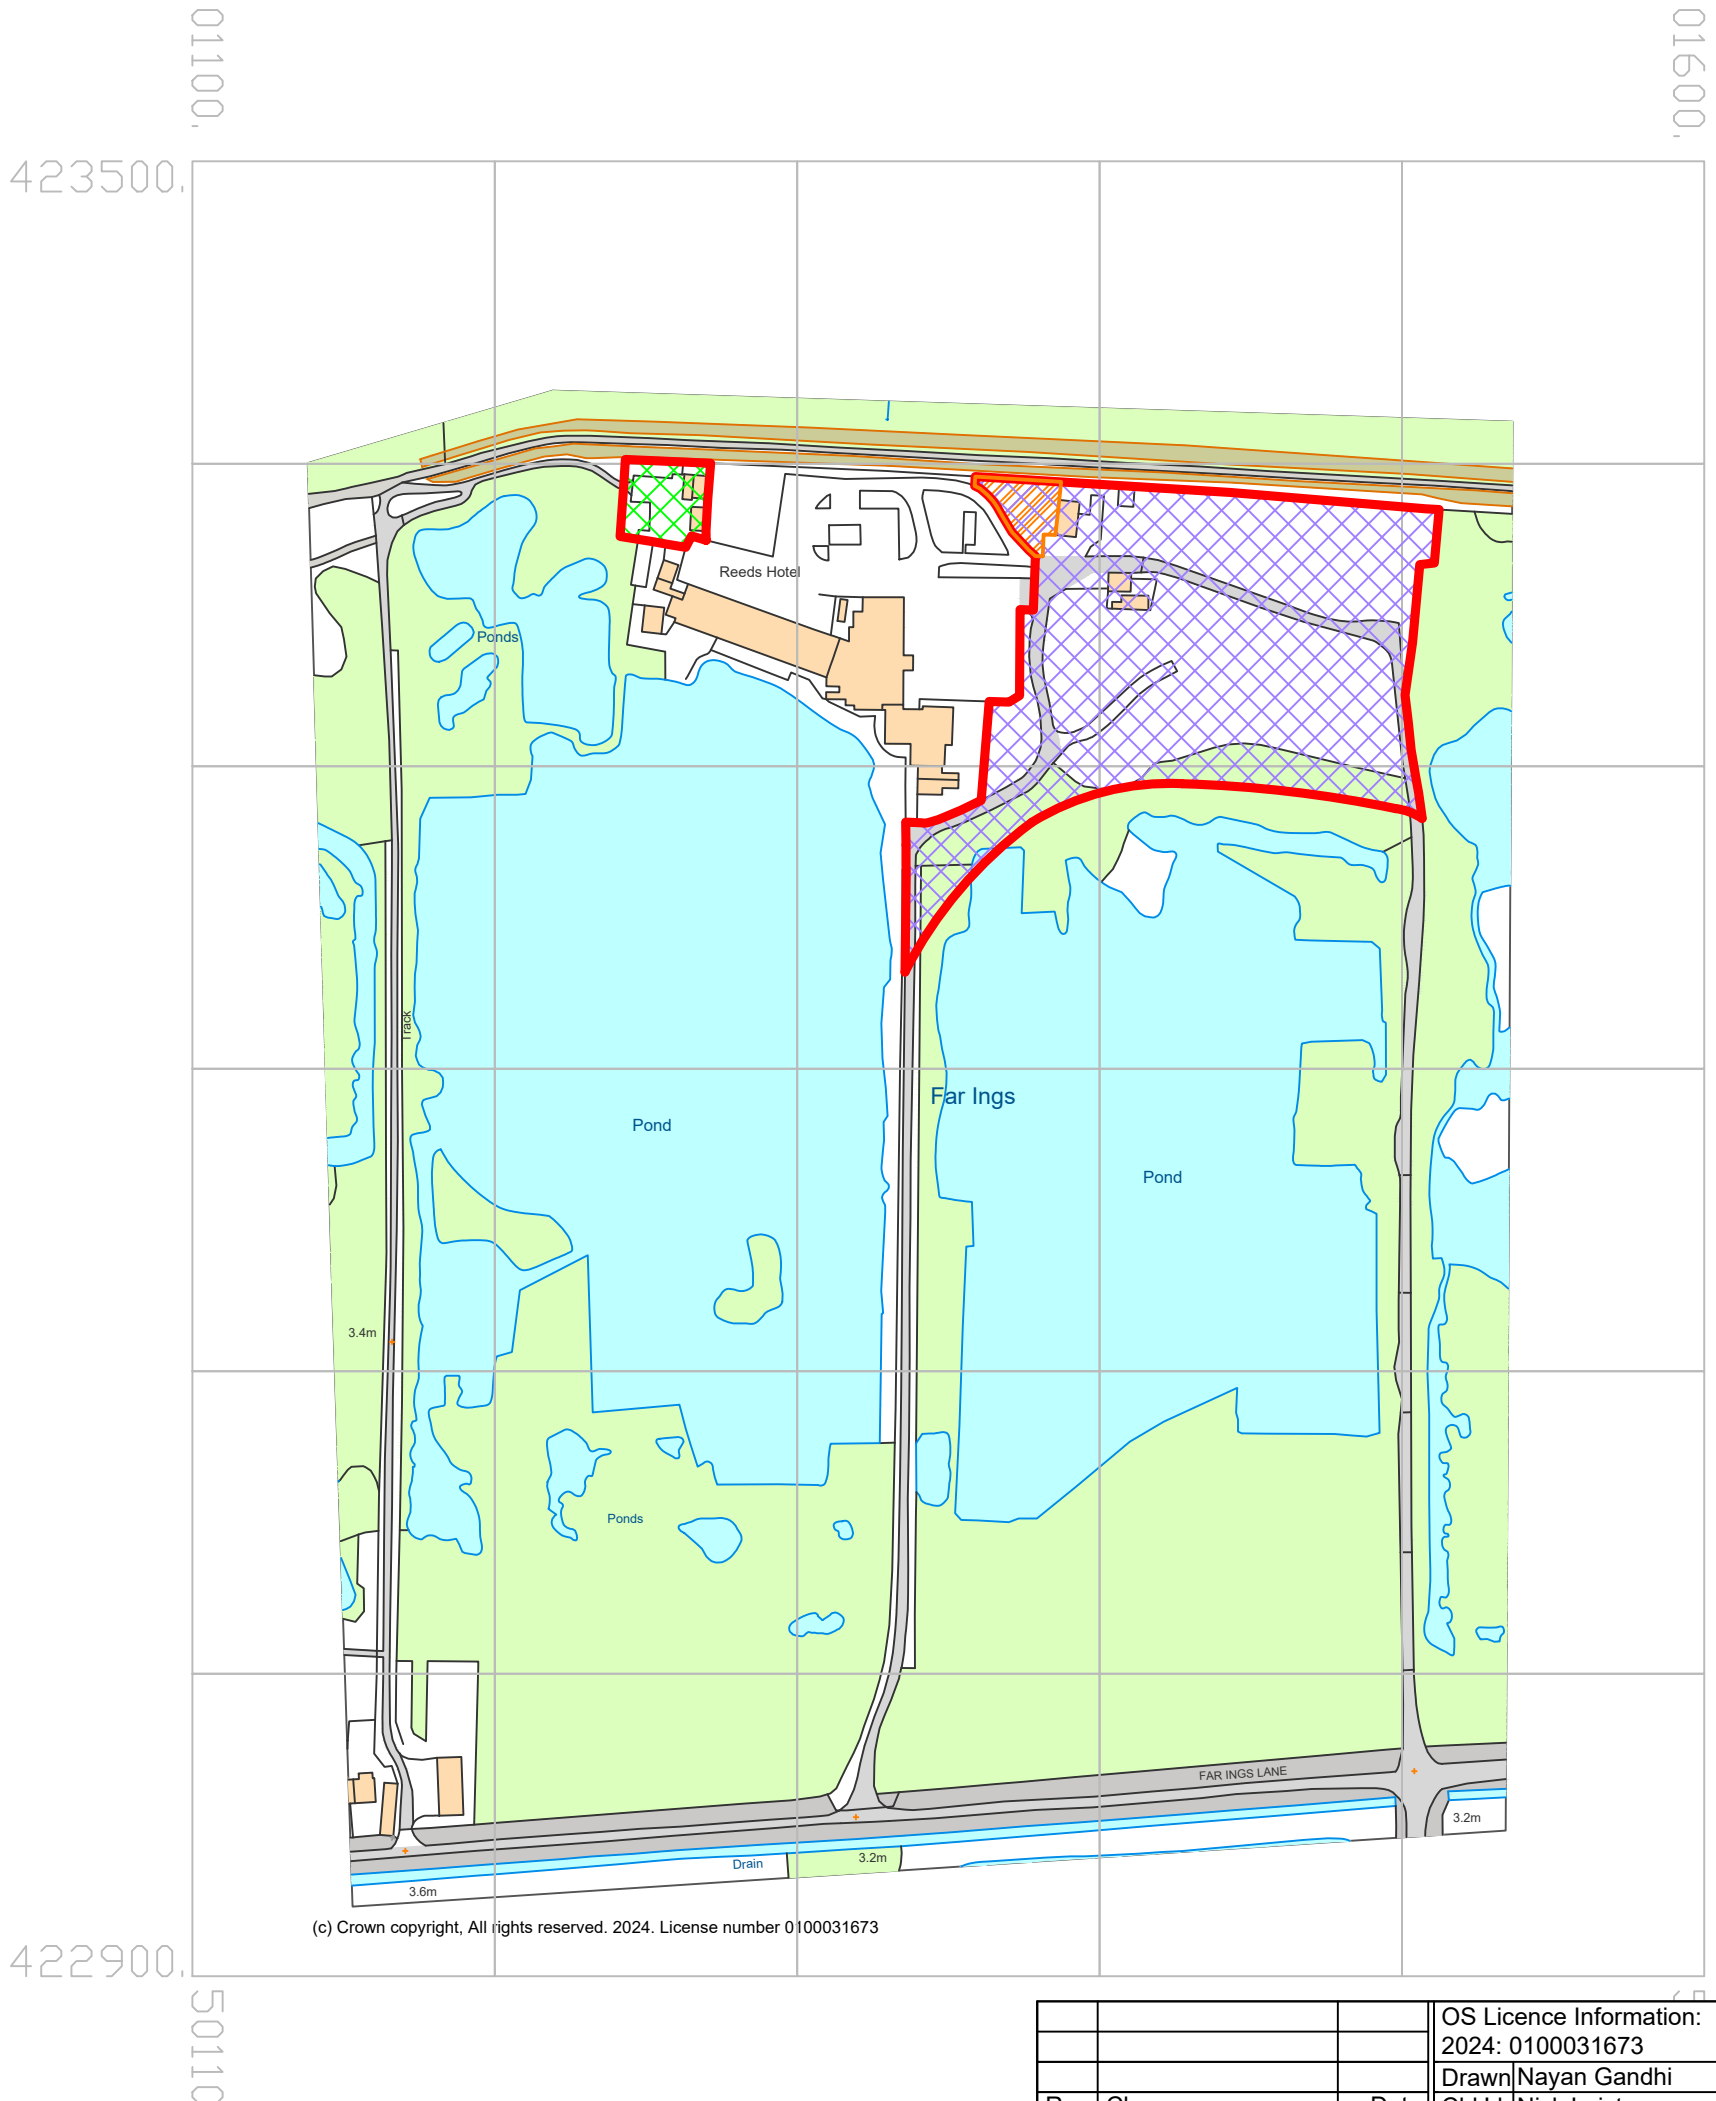 01100.
01600.
423500.
Reeds Hotel
Ponds
Track
Far Ings
Pond
Pond
3.4m
Ponds
FAR INGS LANE
3.2m
3.2m
Drain
3.6m
(c) Crown copyright, All rights reserved. 2024. License number 0100031673
422900.
50110
OS Licence Information:
2024: 0100031673
Drawn Nayan Gandhi